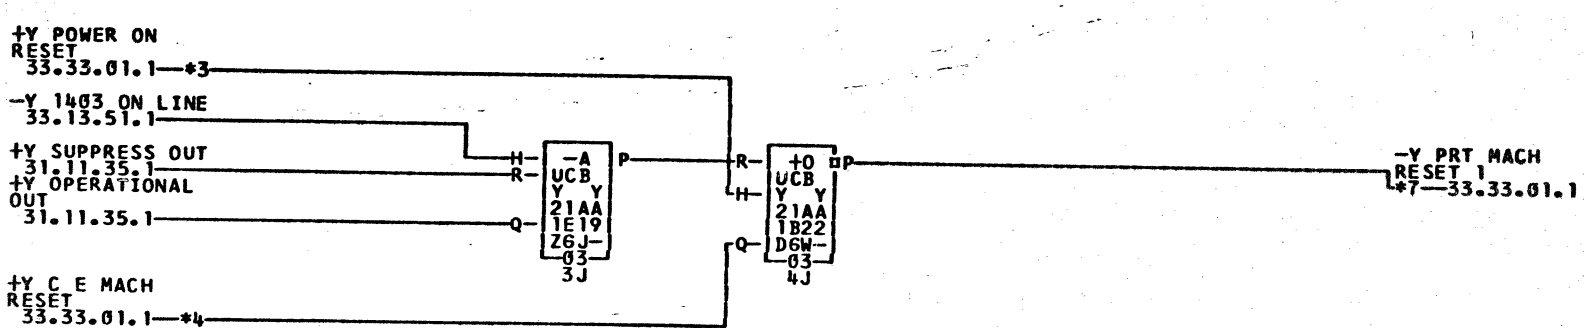 +Y POWER ON
RESET
33.33.01.1—*3
-Y 1403 ON LINE
33.13.51.1
+Y SUPPRESS OUT
31.11.35.1
+Y OPERATIONAL
OUT
31.11.35.1
+Y C E MACH
RESET
33.33.01.1—*4
H
R
Q
-A
UCB
Y Y
21AA
1E19
Z6J-
03
3J
P
R
H
Q
+O
UCB
Y Y
21AA
1B22
D6W-
03
4J
P
-Y PRT MACH
RESET 1
*7—33.33.01.1